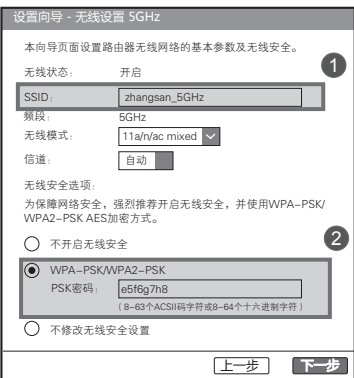 设置向导 - 无线设置 5GHz
本向导页面设置路由器无线网络的基本参数及无线安全。
无线状态： 开启
1
SSID： zhangsan_5GHz
频段： 5GHz
无线模式： 11a/n/ac mixed
信道： 自动
无线安全选项：
为保障网络安全，强烈推荐开启无线安全，并使用WPA-PSK/
WPA2-PSK AES加密方式。
不开启无线安全
2
WPA-PSK/WPA2-PSK
PSK密码： e5f6g7h8
（8-63个ACSII码字符或8-64个十六进制字符）
不修改无线安全设置
上一步 下一步